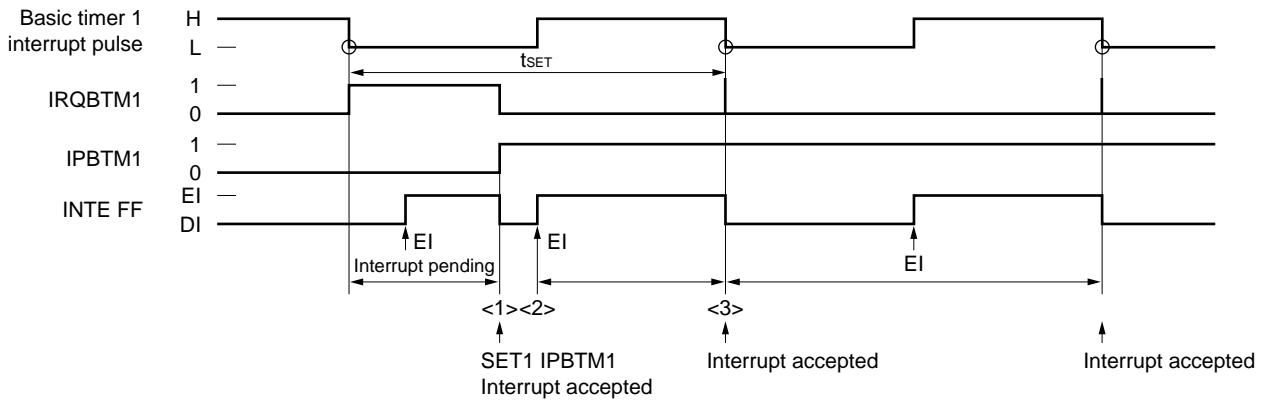 Basic timer 1
interrupt pulse
H
L
tSET
IRQBTM1
1
0
IPBTM1
1
0
INTE FF
EI
DI
EI
EI
EI
Interrupt pending
<1>
<2>
<3>
SET1 IPBTM1
Interrupt accepted
Interrupt accepted
Interrupt accepted